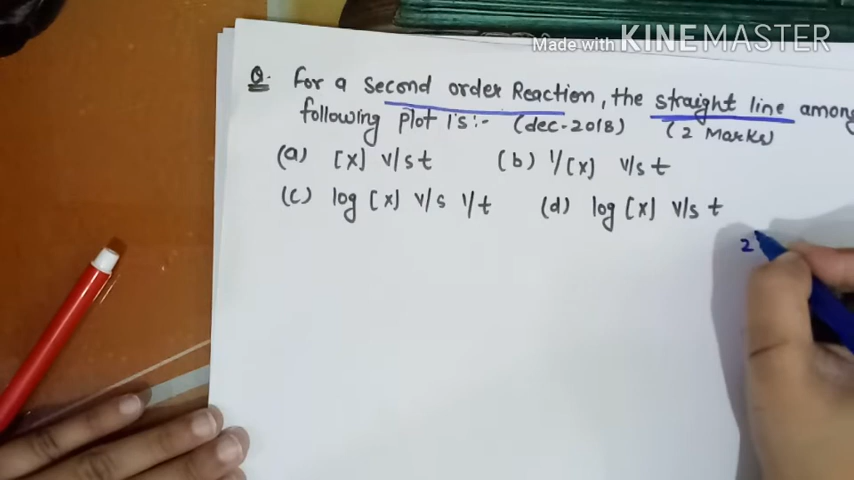 Made with KINEMASTER
Q. For a second order Reaction, the straight line among
following plot is:- (dec-2018) (2 Marks)
(a) [x] v/s t (b) 1/[x] v/s t
(c) log [x] v/s 1/t (d) log [x] v/s t
2